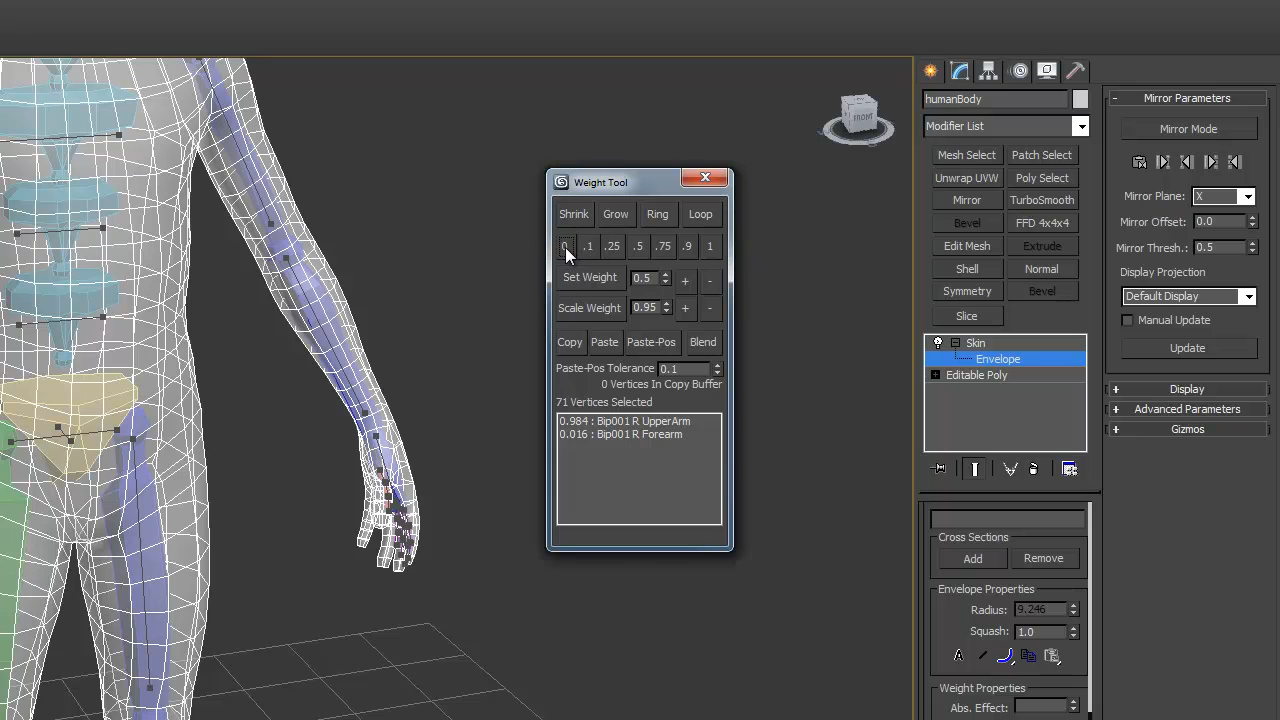 FRONT
Weight Tool
Shrink Grow Ring Loop
0 .1 .25 .5 .75 .9 1
Set Weight 0.5 + -
Scale Weight 0.95 + -
Copy Paste Paste-Pos Blend
Paste-Pos Tolerance 0.1
0 Vertices In Copy Buffer
71 Vertices Selected
0.984 : Bip001 R UpperArm
0.016 : Bip001 R Forearm
humanBody
Modifier List
Mesh Select Patch Select
Unwrap UVW Poly Select
Mirror TurboSmooth
Bevel FFD 4x4x4
Edit Mesh Extrude
Shell Normal
Symmetry Bevel
Slice
Skin
Envelope
Editable Poly
Cross Sections
Add Remove
Envelope Properties
Radius: 9.246
Squash: 1.0
A
Weight Properties
Abs. Effect:
- Mirror Parameters
Mirror Mode
Mirror Plane: X
Mirror Offset: 0.0
Mirror Thresh.: 0.5
Display Projection
Default Display
Manual Update
Update
+ Display
+ Advanced Parameters
+ Gizmos